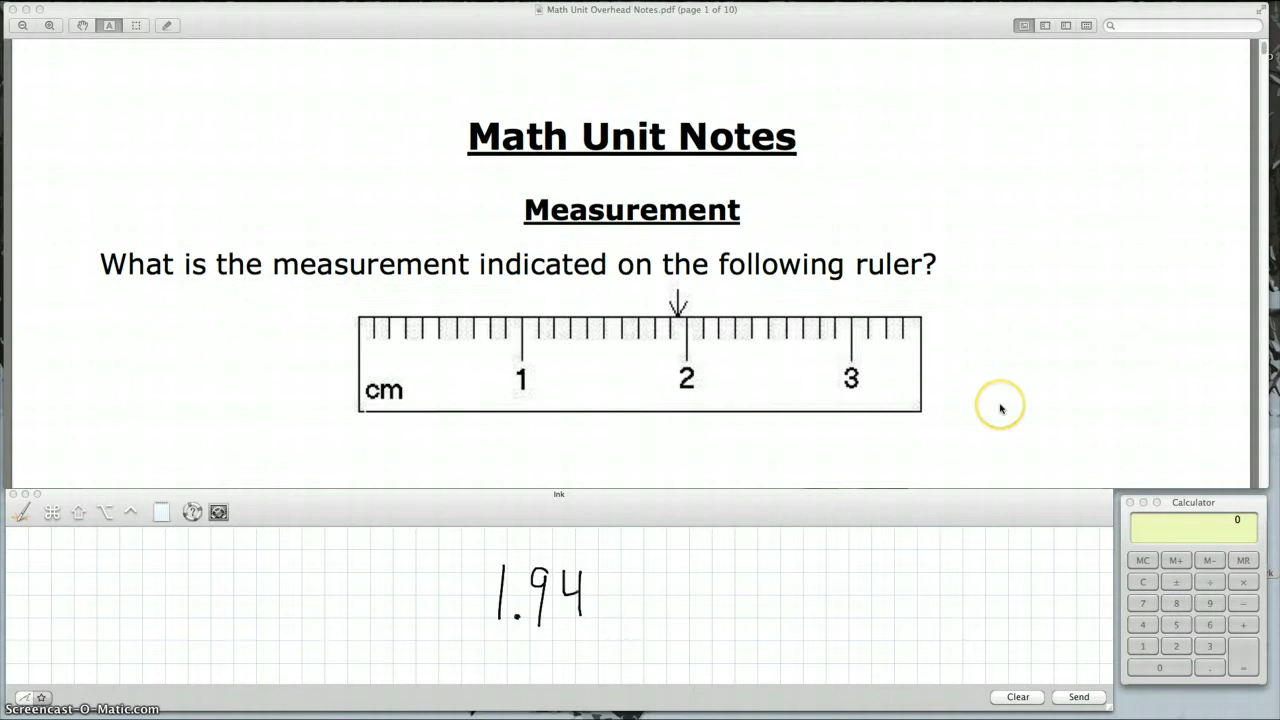 Math Unit Overhead Notes.pdf (page 1 of 10)
A
Math Unit Notes
Measurement
What is the measurement indicated on the following ruler?
1 2 3
cm
Ink
Calculator
0
1.94
MC M+ M- MR
C ± ÷ ×
7 8 9 −
4 5 6 +
1 2 3
0 . =
Clear Send
Screencast-O-Matic.com